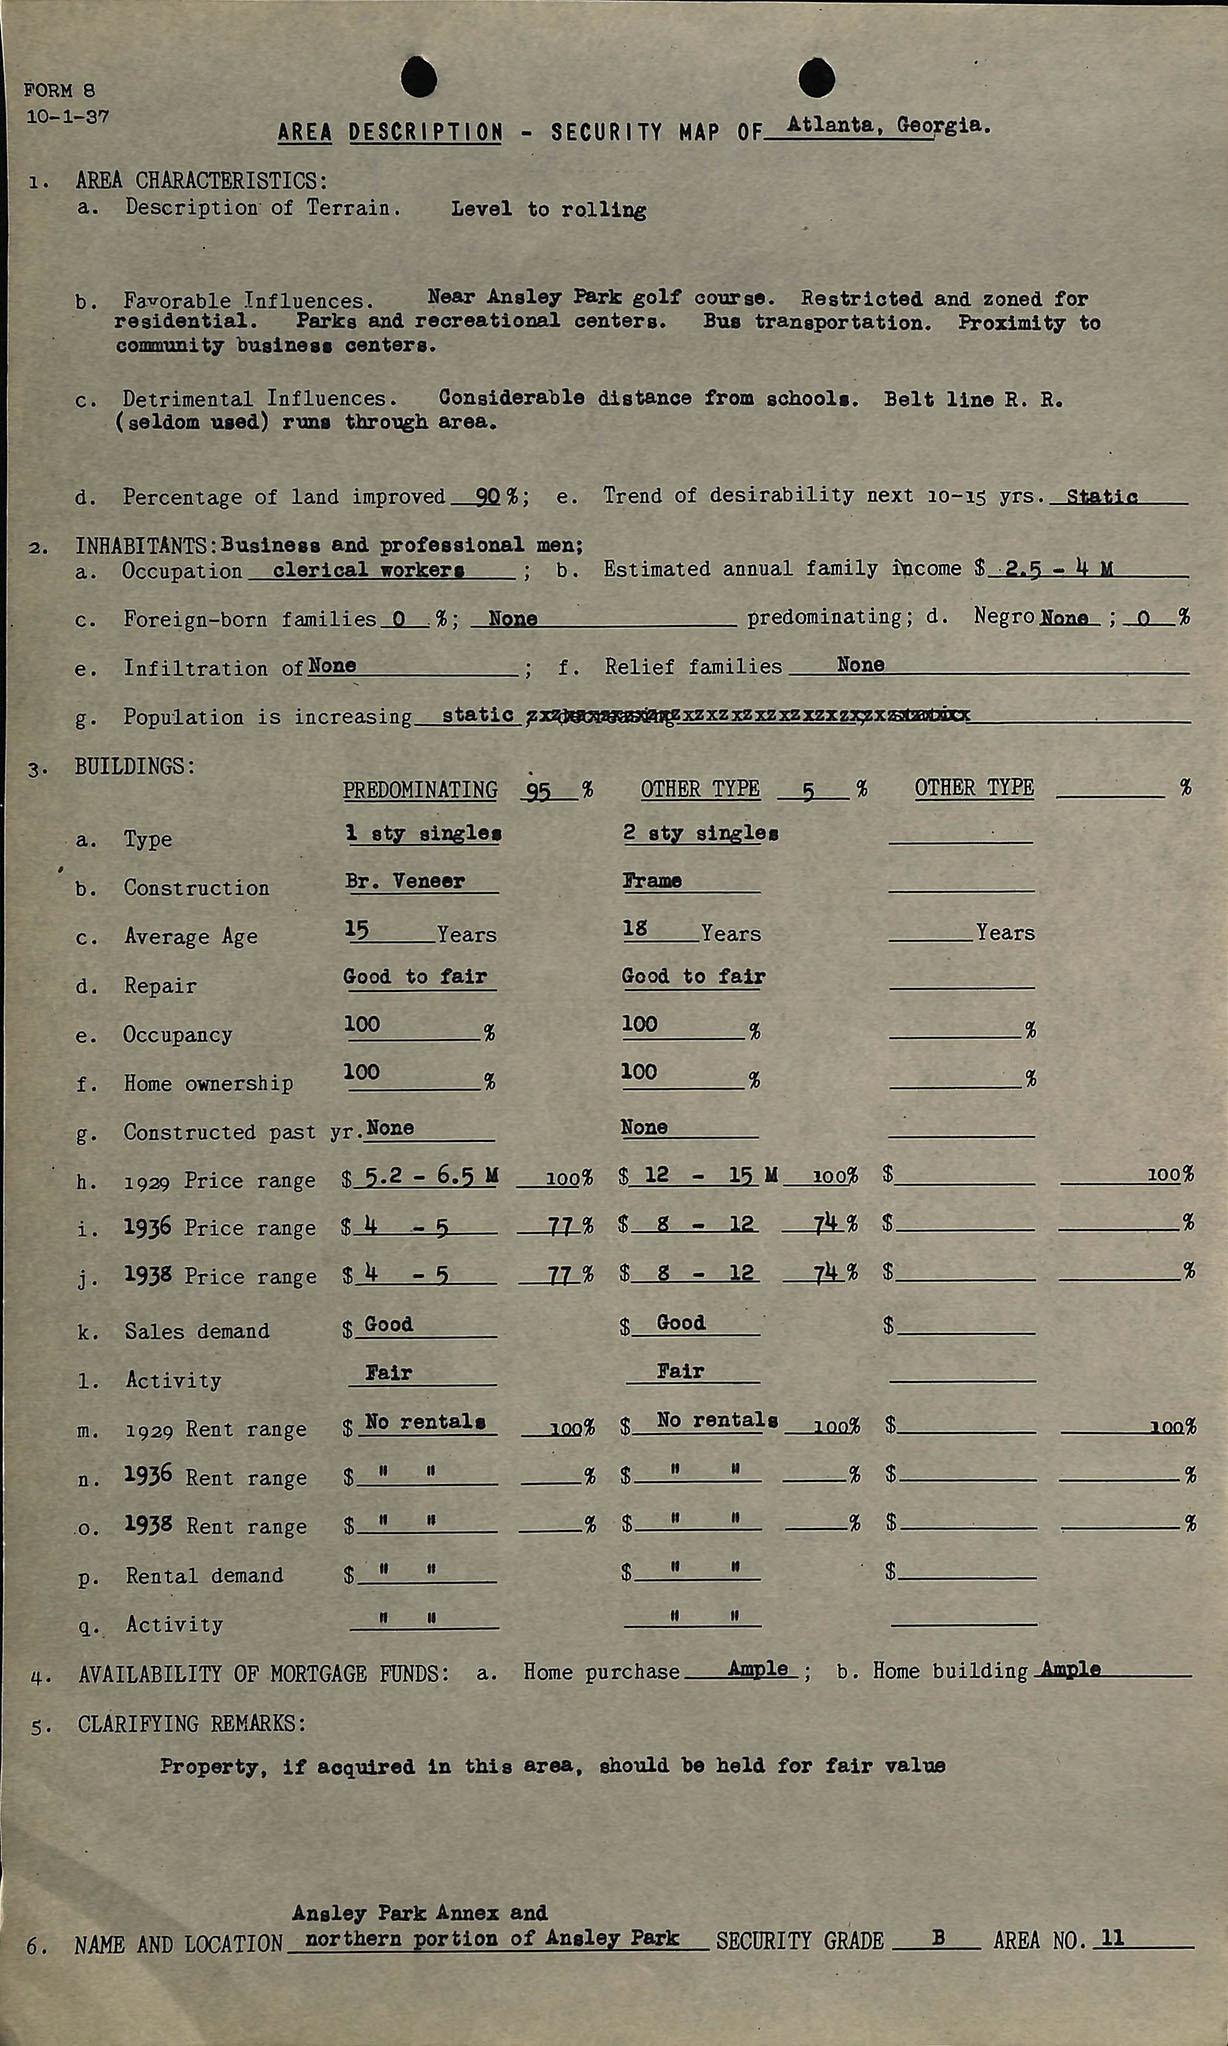 FORM 8
10-1-37
AREA DESCRIPTION - SECURITY MAP OF Atlanta, Georgia.
1. AREA CHARACTERISTICS:
a. Description of Terrain. Level to rolling
b. Favorable Influences. Near Ansley Park golf course. Restricted and zoned for
residential. Parks and recreational centers. Bus transportation. Proximity to
community business centers.
c. Detrimental Influences. Considerable distance from schools. Belt line R. R.
(seldom used) runs through area.
d. Percentage of land improved 90 %; e. Trend of desirability next 10-15 yrs. Static
2. INHABITANTS: Business and professional men;
a. Occupation clerical workers ; b. Estimated annual family income $ 2.5 - 4 M
c. Foreign-born families 0 %; None predominating; d. Negro None ; 0 %
e. Infiltration of None ; f. Relief families None
g. Population is increasing static
3. BUILDINGS:
PREDOMINATING 95 % OTHER TYPE 5 % OTHER TYPE %
a. Type 1 sty singles 2 sty singles
b. Construction Br. Veneer Frame
c. Average Age 15 Years 18 Years Years
d. Repair Good to fair Good to fair
e. Occupancy 100 % 100 % %
f. Home ownership 100 % 100 % %
g. Constructed past yr. None None
h. 1929 Price range $ 5.2 - 6.5 M 100% $ 12 - 15 M 100% $ 100%
i. 1936 Price range $ 4 - 5 77 % $ 8 - 12 74 % $ %
j. 1938 Price range $ 4 - 5 77 % $ 8 - 12 74 % $ %
k. Sales demand $ Good $ Good $
l. Activity Fair Fair
m. 1929 Rent range $ No rentals 100% $ No rentals 100% $ 100%
n. 1936 Rent range $ " " % $ " " % $ %
o. 1938 Rent range $ " " % $ " " % $ %
p. Rental demand $ " " $ " " $
q. Activity " " " "
4. AVAILABILITY OF MORTGAGE FUNDS: a. Home purchase Ample ; b. Home building Ample
5. CLARIFYING REMARKS:
Property, if acquired in this area, should be held for fair value
Ansley Park Annex and
6. NAME AND LOCATION northern portion of Ansley Park SECURITY GRADE B AREA NO. 11